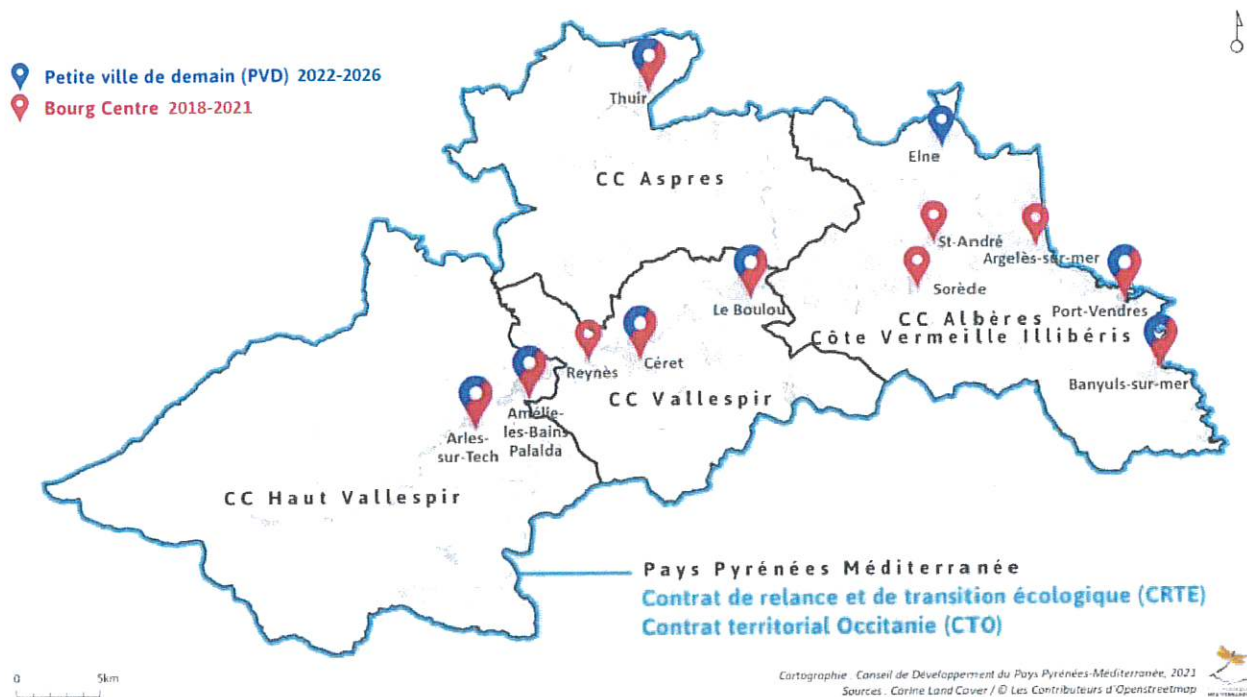 Petite ville de demain (PVD) 2022-2026
Bourg Centre 2018-2021
Thuir
Elne
CC Aspres
St-André
Argelès-sur-mer
Sorède
Le Boulou
Port-Vendres
CC Albères
Côte Vermeille Illibéris
Reynès
Céret
Banyuls-sur-mer
CC Vallespir
Amélie-
les-Bains
Palalda
Arles-
sur-Tech
CC Haut Vallespir
Pays Pyrénées Méditerranée
Contrat de relance et de transition écologique (CRTE)
Contrat territorial Occitanie (CTO)
0 5km
Cartographie : Conseil de Développement du Pays Pyrénées-Méditerranée, 2021
Sources : Corine Land Cover / © Les Contributeurs d'Openstreetmap